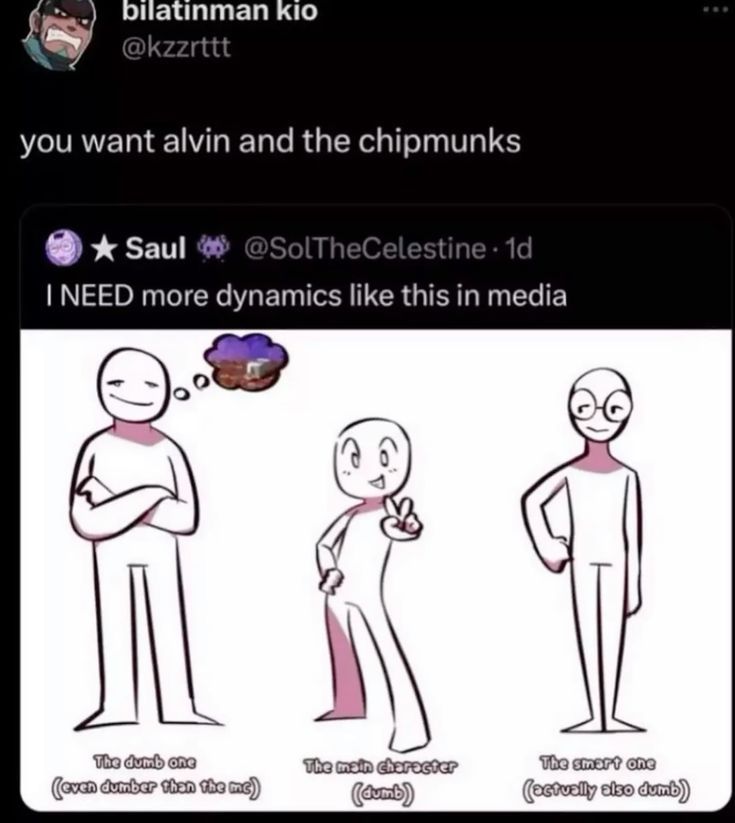 bilatinman kio
@kzzrttt
you want alvin and the chipmunks
★ Saul 👾 @SolTheCelestine · 1d
I NEED more dynamics like this in media
The dumb one
(even dumber than the mc)
The main character
(dumb)
The smart one
(actually also dumb)